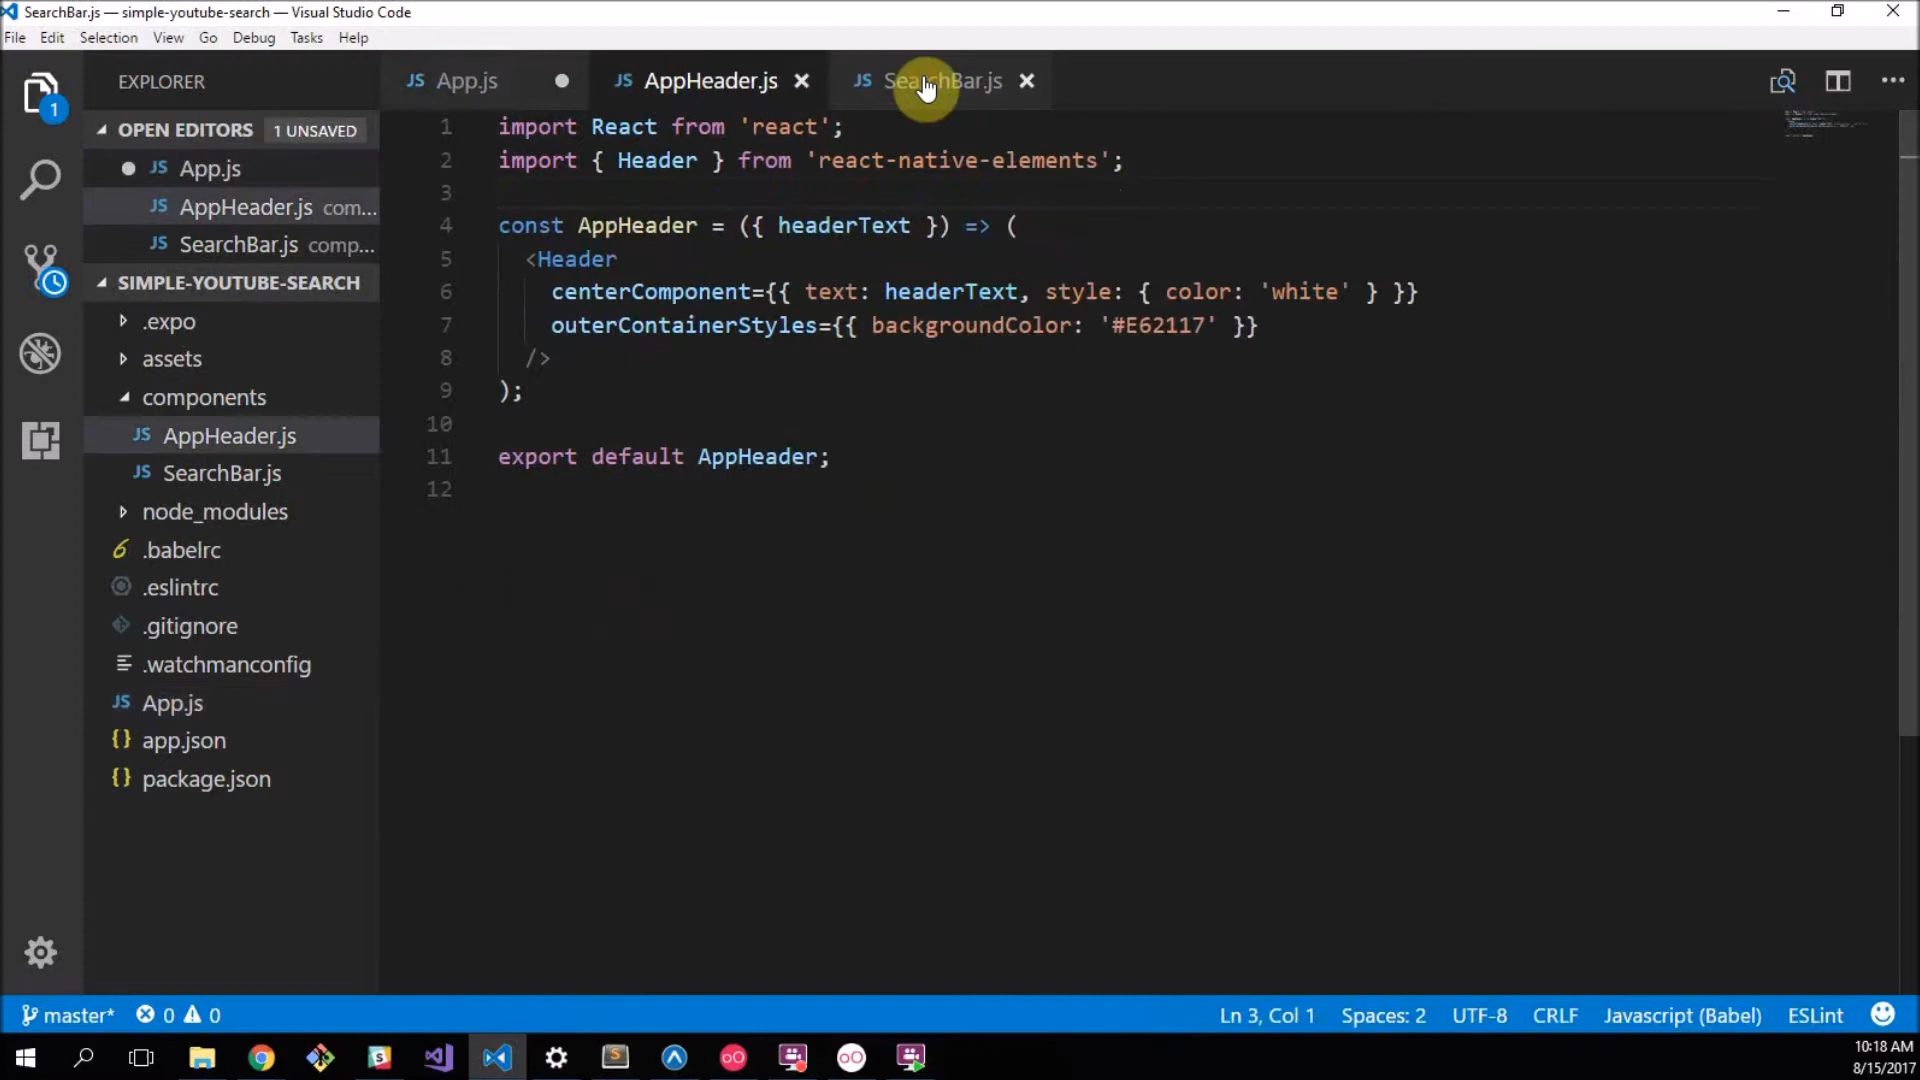 SearchBar.js — simple-youtube-search — Visual Studio Code
File Edit Selection View Go Debug Tasks Help
1
EXPLORER
OPEN EDITORS 1 UNSAVED
JS App.js
JS AppHeader.js com...
JS SearchBar.js comp...
SIMPLE-YOUTUBE-SEARCH
.expo
assets
components
JS AppHeader.js
JS SearchBar.js
node_modules
.babelrc
.eslintrc
.gitignore
.watchmanconfig
JS App.js
{} app.json
{} package.json
JS App.js JS AppHeader.js JS SearchBar.js
1 import React from 'react';
2 import { Header } from 'react-native-elements';
3
4 const AppHeader = ({ headerText }) => (
5 <Header
6 centerComponent={{ text: headerText, style: { color: 'white' } }}
7 outerContainerStyles={{ backgroundColor: '#E62117' }}
8 />
9 );
10
11 export default AppHeader;
12
master* 0 0 Ln 3, Col 1 Spaces: 2 UTF-8 CRLF Javascript (Babel) ESLint
10:18 AM
8/15/2017